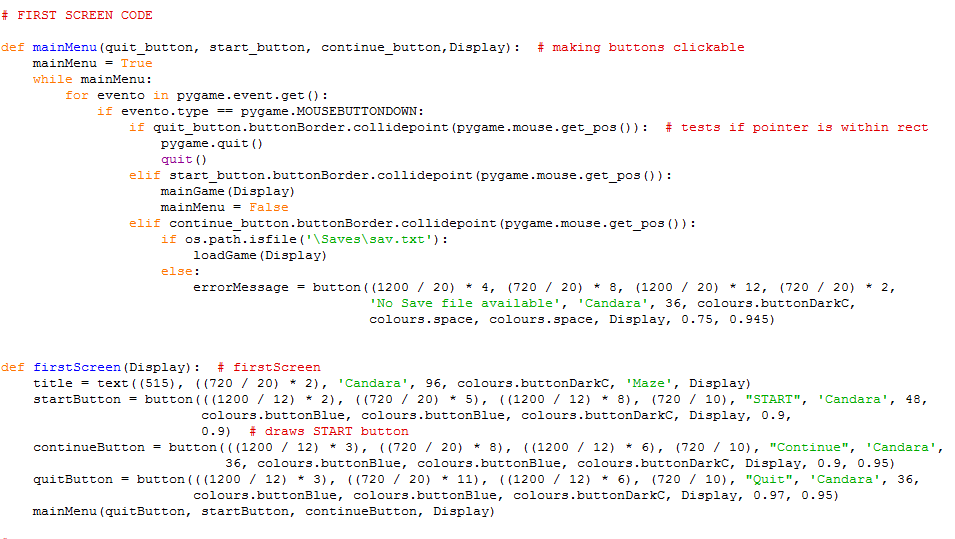 # FIRST SCREEN CODE
def mainMenu(quit_button, start_button, continue_button,Display):  # making buttons clickable
    mainMenu = True
    while mainMenu:
        for evento in pygame.event.get():
            if evento.type == pygame.MOUSEBUTTONDOWN:
                if quit_button.buttonBorder.collidepoint(pygame.mouse.get_pos()):  # tests if pointer is within rect
                    pygame.quit()
                    quit()
                elif start_button.buttonBorder.collidepoint(pygame.mouse.get_pos()):
                    mainGame(Display)
                    mainMenu = False
                elif continue_button.buttonBorder.collidepoint(pygame.mouse.get_pos()):
                    if os.path.isfile('\Saves\sav.txt'):
                        loadGame(Display)
                    else:
                        errorMessage = button((1200 / 20) * 4, (720 / 20) * 8, (1200 / 20) * 12, (720 / 20) * 2,
                                              'No Save file available', 'Candara', 36, colours.buttonDarkC,
                                              colours.space, colours.space, Display, 0.75, 0.945)
def firstScreen(Display):  # firstScreen
    title = text((515), ((720 / 20) * 2), 'Candara', 96, colours.buttonDarkC, 'Maze', Display)
    startButton = button(((1200 / 12) * 2), ((720 / 20) * 5), ((1200 / 12) * 8), (720 / 10), "START", 'Candara', 48,
                         colours.buttonBlue, colours.buttonBlue, colours.buttonDarkC, Display, 0.9,
                         0.9)  # draws START button
    continueButton = button(((1200 / 12) * 3), ((720 / 20) * 8), ((1200 / 12) * 6), (720 / 10), "Continue", 'Candara',
                            36, colours.buttonBlue, colours.buttonBlue, colours.buttonDarkC, Display, 0.9, 0.95)
    quitButton = button(((1200 / 12) * 3), ((720 / 20) * 11), ((1200 / 12) * 6), (720 / 10), "Quit", 'Candara', 36,
                        colours.buttonBlue, colours.buttonBlue, colours.buttonDarkC, Display, 0.97, 0.95)
    mainMenu(quitButton, startButton, continueButton, Display)